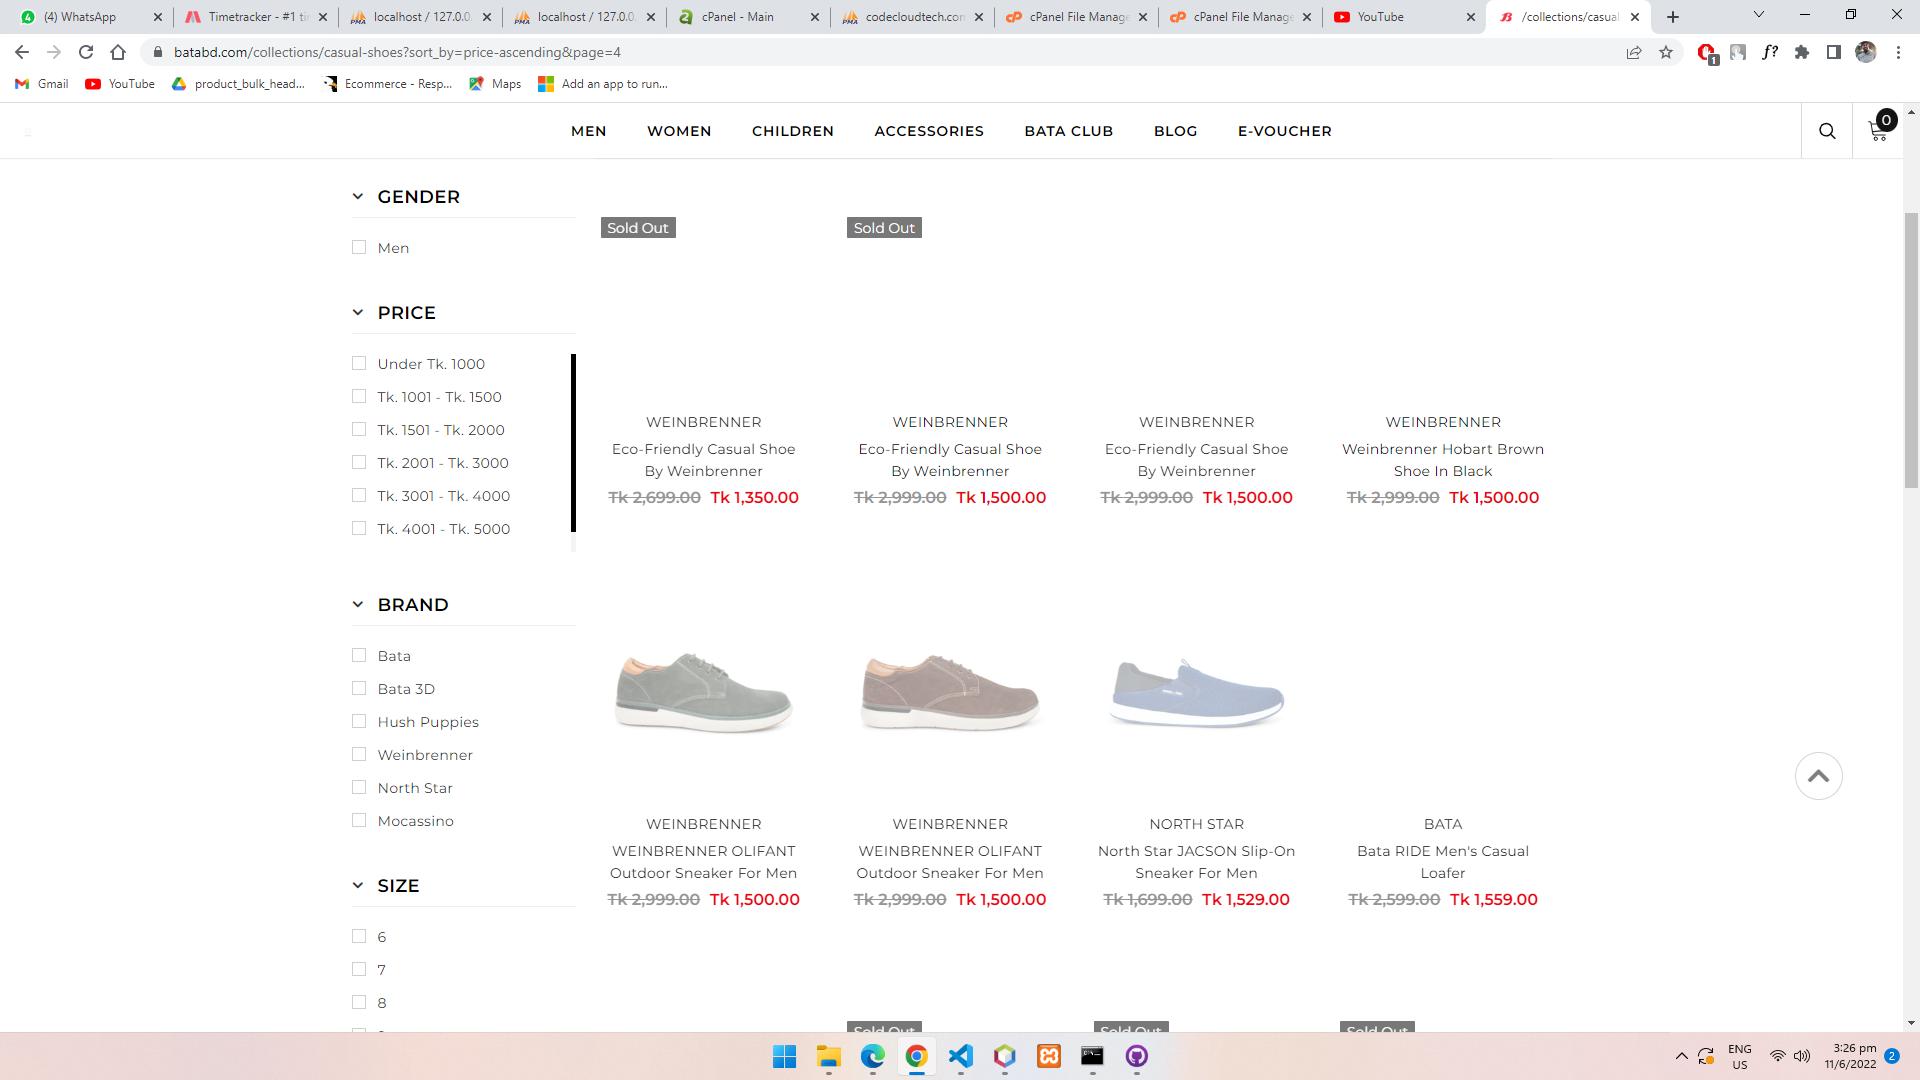 (4) WhatsApp
Timetracker - #1 ti
localhost / 127.0.0.
localhost / 127.0.0.
cPanel - Main
codecloudtech.com
cPanel File Manage
cPanel File Manage
YouTube
/collections/casual
batabd.com/collections/casual-shoes?sort_by=price-ascending&page=4
1
f?
Gmail
YouTube
product_bulk_head...
Ecommerce - Resp...
Maps
Add an app to run...
MEN
WOMEN
CHILDREN
ACCESSORIES
BATA CLUB
BLOG
E-VOUCHER
0
GENDER
Men
PRICE
Under Tk. 1000
Tk. 1001 - Tk. 1500
Tk. 1501 - Tk. 2000
Tk. 2001 - Tk. 3000
Tk. 3001 - Tk. 4000
Tk. 4001 - Tk. 5000
BRAND
Bata
Bata 3D
Hush Puppies
Weinbrenner
North Star
Mocassino
SIZE
6
7
8
Sold Out
WEINBRENNER
Eco-Friendly Casual Shoe
By Weinbrenner
Tk 2,699.00 Tk 1,350.00
Sold Out
WEINBRENNER
Eco-Friendly Casual Shoe
By Weinbrenner
Tk 2,999.00 Tk 1,500.00
WEINBRENNER
Eco-Friendly Casual Shoe
By Weinbrenner
Tk 2,999.00 Tk 1,500.00
WEINBRENNER
Weinbrenner Hobart Brown
Shoe In Black
Tk 2,999.00 Tk 1,500.00
WEINBRENNER
WEINBRENNER OLIFANT
Outdoor Sneaker For Men
Tk 2,999.00 Tk 1,500.00
WEINBRENNER
WEINBRENNER OLIFANT
Outdoor Sneaker For Men
Tk 2,999.00 Tk 1,500.00
NORTH STAR
North Star JACSON Slip-On
Sneaker For Men
Tk 1,699.00 Tk 1,529.00
BATA
Bata RIDE Men's Casual
Loafer
Tk 2,599.00 Tk 1,559.00
Sold Out
Sold Out
Sold Out
ENG
US
3:26 pm
11/6/2022
2